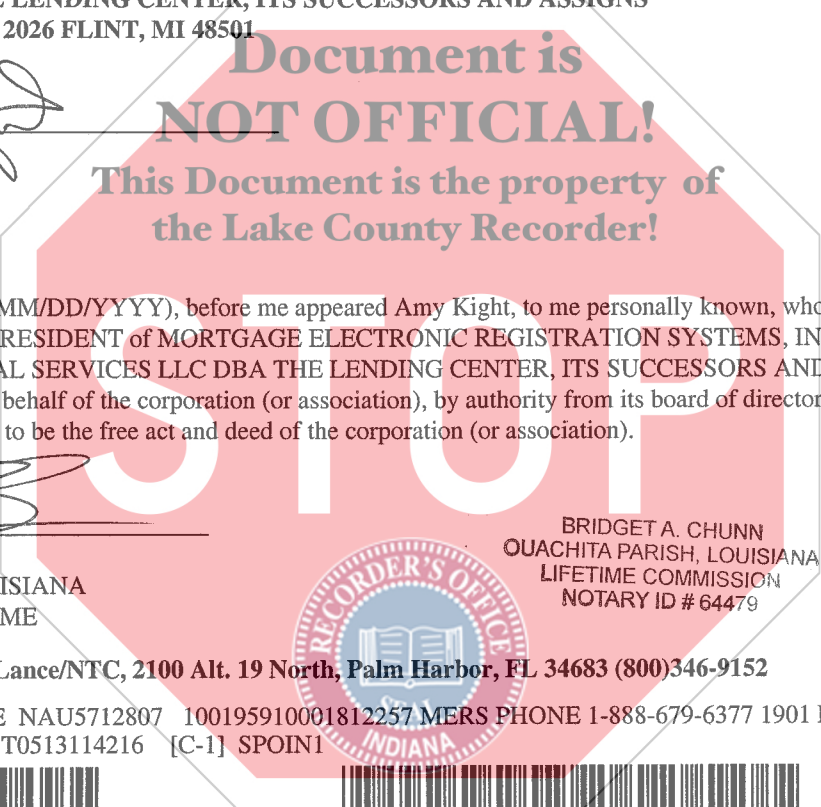 LENDING CENTER, ITS SUCCESSORS AND ASSIGNS
2026 FLINT, MI 48501
Document is
NOT OFFICIAL!
This Document is the property of
the Lake County Recorder!
MM/DD/YYYY), before me appeared Amy Kight, to me personally known, who
RESIDENT of MORTGAGE ELECTRONIC REGISTRATION SYSTEMS, IN
AL SERVICES LLC DBA THE LENDING CENTER, ITS SUCCESSORS AND
behalf of the corporation (or association), by authority from its board of director
to be the free act and deed of the corporation (or association).
STOP
BRIDGET A. CHUNN
OUACHITA PARISH, LOUISIANA
LIFETIME COMMISSION
NOTARY ID # 64479
ISIANA
ME
RECORDER'S OFFICE
SEAL
INDIANA
Lance/NTC, 2100 Alt. 19 North, Palm Harbor, FL 34683 (800)346-9152
E NAU5712807 100195910001812257 MERS PHONE 1-888-679-6377 1901
T0513114216 [C-1] SPOIN1